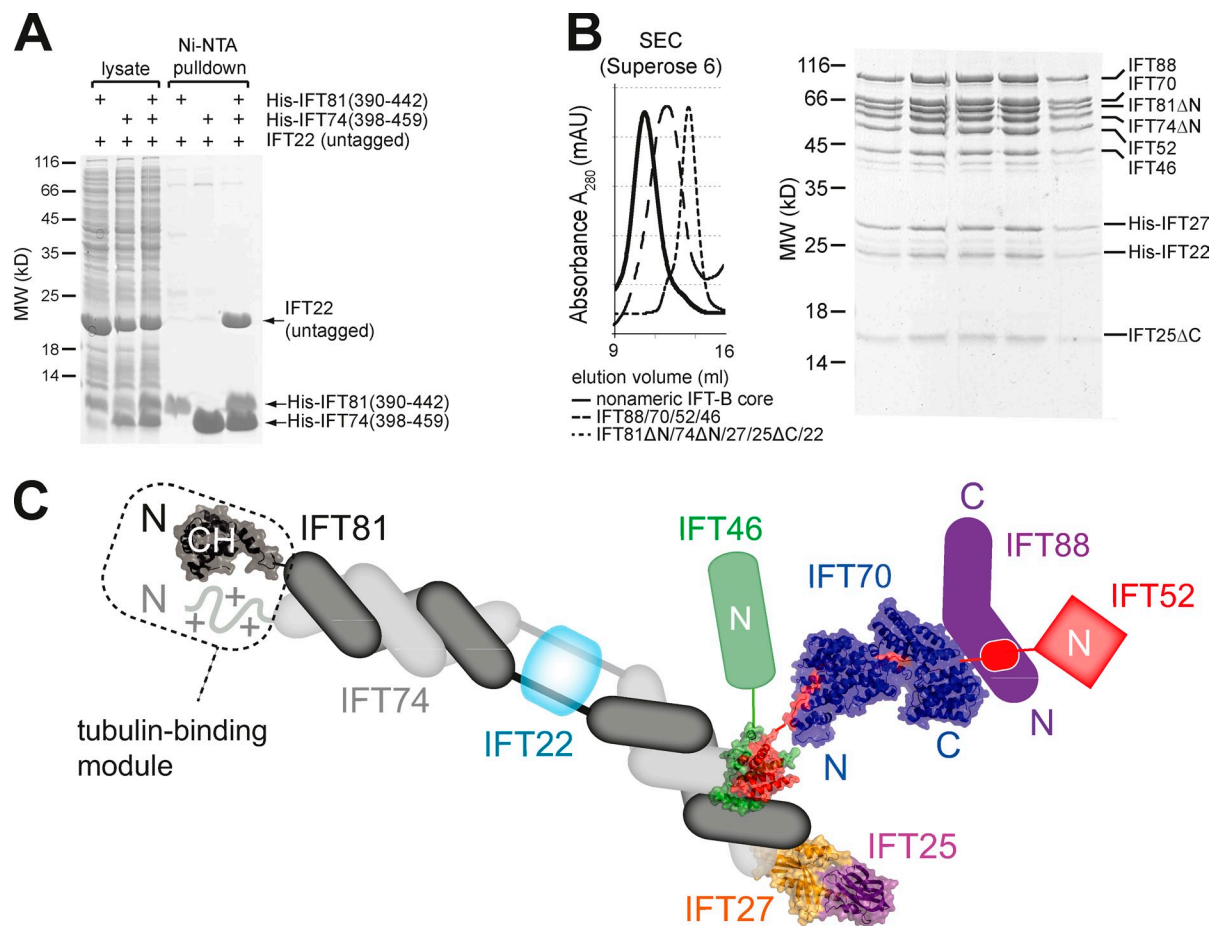 A
Ni-NTA
lysate pulldown
+ + + + His-IFT81(390-442)
+ + + + His-IFT74(398-459)
+ + + + + + IFT22 (untagged)
MW (kD)
116
66
45
35
25
18
14
IFT22
(untagged)
His-IFT81(390-442)
His-IFT74(398-459)
B
SEC
(Superose 6)
Absorbance A280 (mAU)
9 16
elution volume (ml)
nonameric IFT-B core
IFT88/70/52/46
IFT81ΔN/74ΔN/27/25ΔC/22
MW (kD)
116
66
45
35
25
18
14
IFT88
IFT70
IFT81ΔN
IFT74ΔN
IFT52
IFT46
His-IFT27
His-IFT22
IFT25ΔC
C
N
CH
IFT81
N
+ + +
IFT74
tubulin-binding
module
IFT22
IFT46
N
IFT70
N
C
C
IFT88
N
IFT52
N
IFT25
IFT27